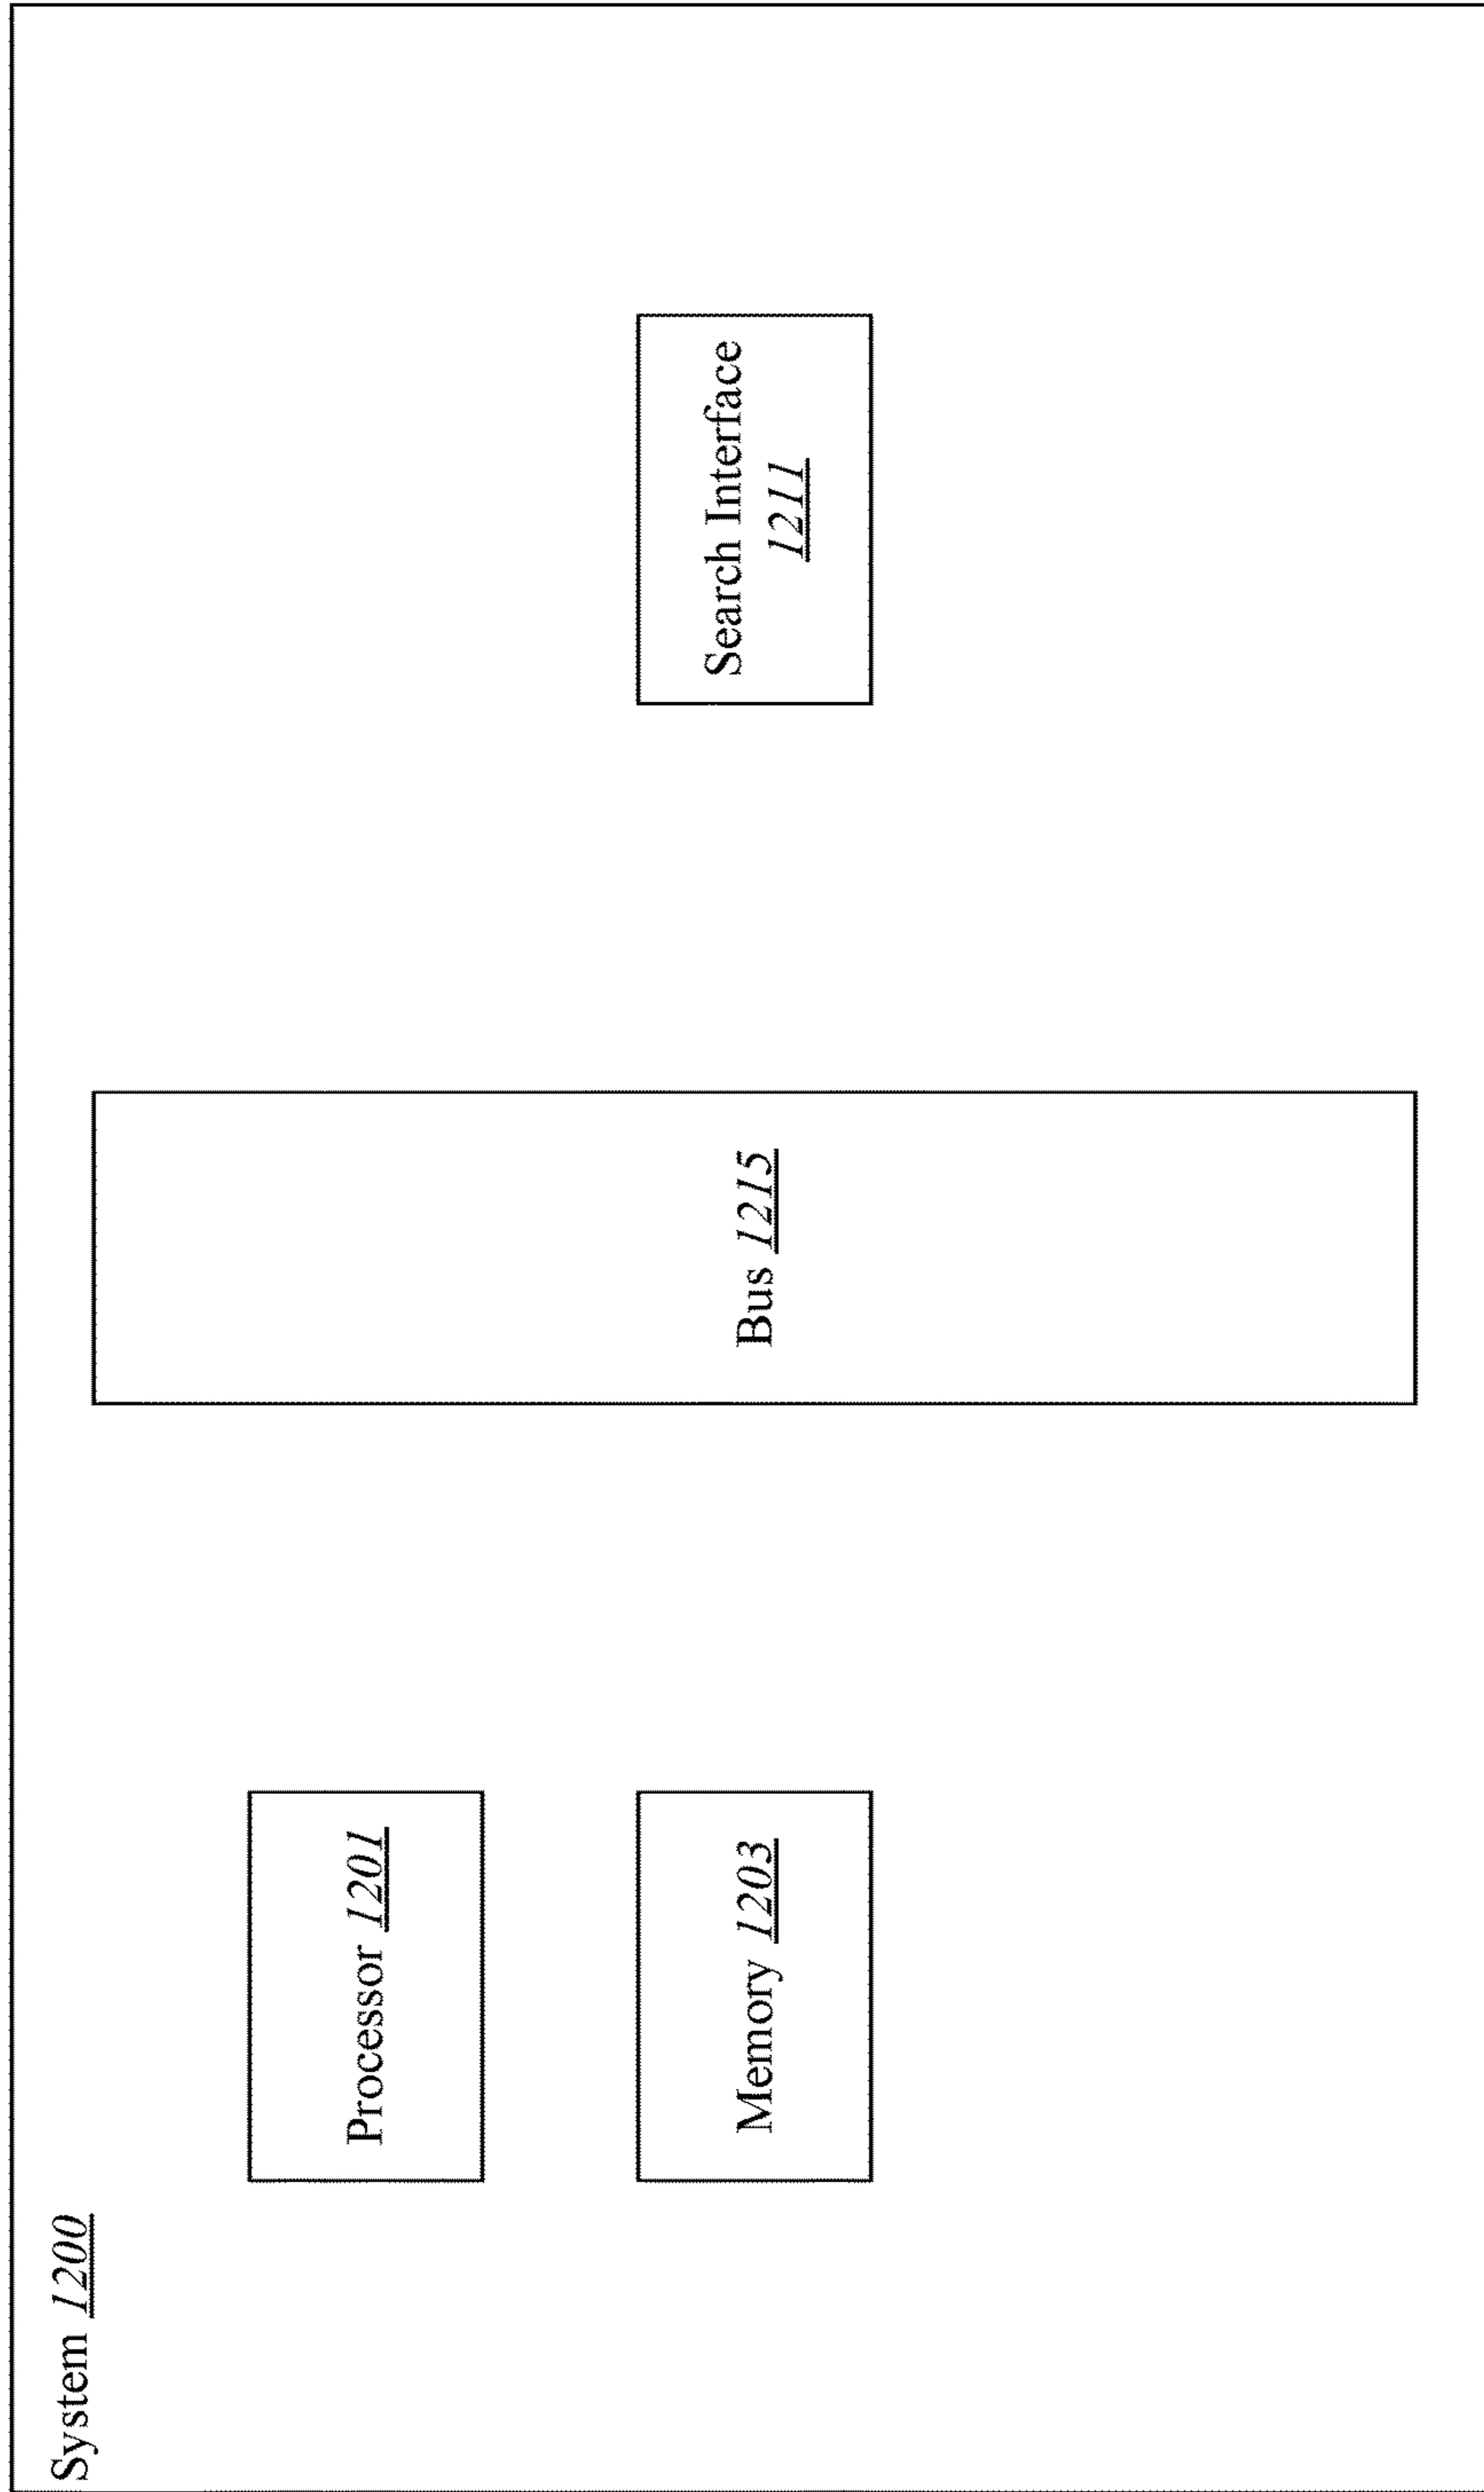 System 1200
Processor 1201
Memory 1203
Bus 1215
Search Interface
1211